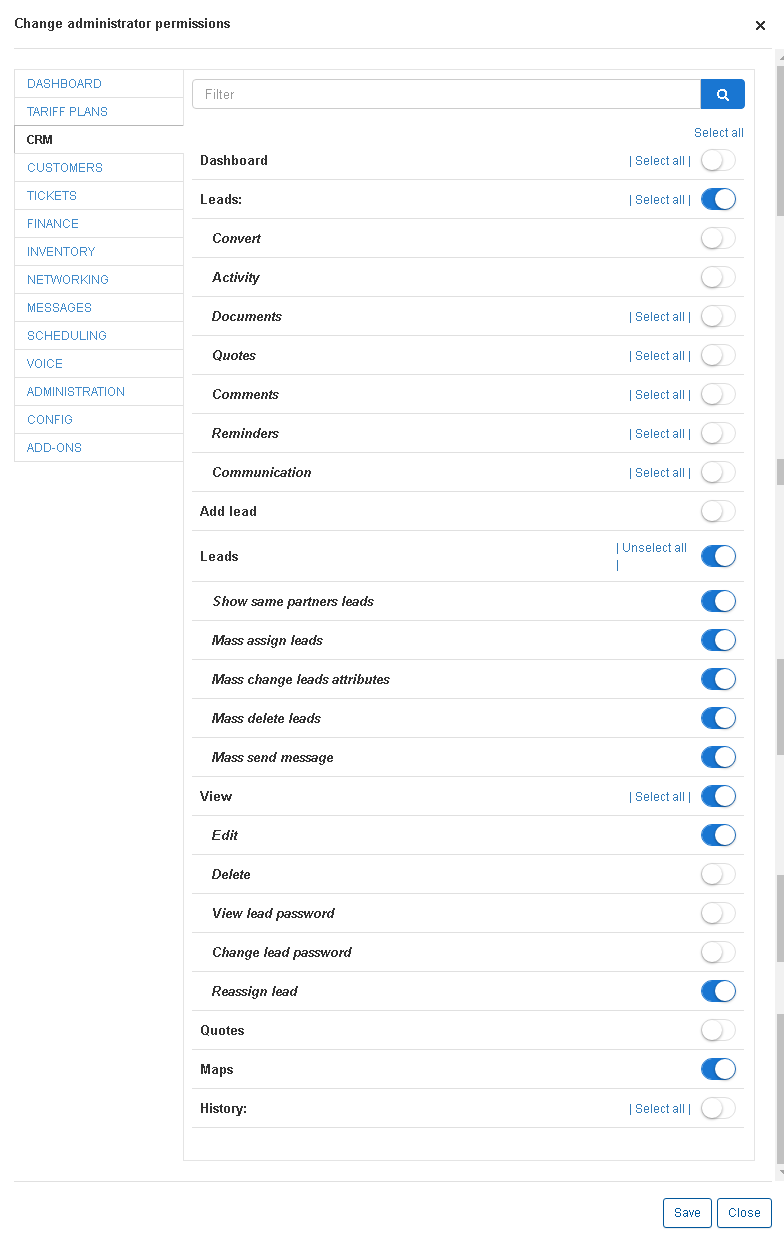 Change administrator permissions
×
DASHBOARD
TARIFF PLANS
CRM
CUSTOMERS
TICKETS
FINANCE
INVENTORY
NETWORKING
MESSAGES
SCHEDULING
VOICE
ADMINISTRATION
CONFIG
ADD-ONS
Filter
Select all
Dashboard | Select all |
Leads: | Select all |
Convert
Activity
Documents | Select all |
Quotes | Select all |
Comments | Select all |
Reminders | Select all |
Communication | Select all |
Add lead
Leads | Unselect all
|
Show same partners leads
Mass assign leads
Mass change leads attributes
Mass delete leads
Mass send message
View | Select all |
Edit
Delete
View lead password
Change lead password
Reassign lead
Quotes
Maps
History: | Select all |
Save Close